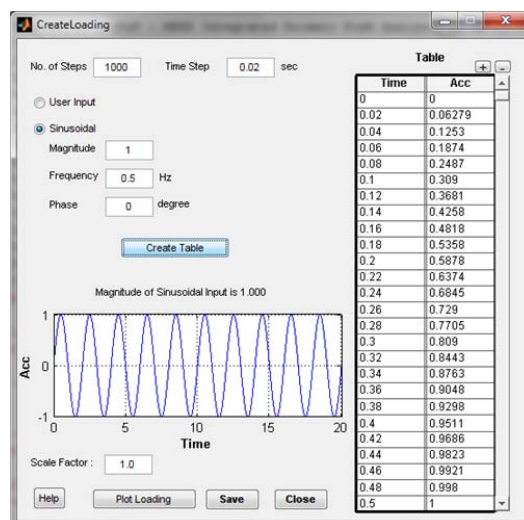 CreateLoading
No. of Steps 1000 Time Step 0.02 sec
User Input
Sinusoidal
Magnitude 1
Frequency 0.5 Hz
Phase 0 degree
Create Table
Magnitude of Sinusoidal Input is 1.000
1
0
-1
Acc
0 5 10 15 20
Time
Scale Factor : 1.0
Help Plot Loading Save Close
Table
+ -
Time Acc
0 0
0.02 0.06279
0.04 0.1253
0.06 0.1874
0.08 0.2487
0.1 0.309
0.12 0.3681
0.14 0.4258
0.16 0.4818
0.18 0.5358
0.2 0.5878
0.22 0.6374
0.24 0.6845
0.26 0.729
0.28 0.7705
0.3 0.809
0.32 0.8443
0.34 0.8763
0.36 0.9048
0.38 0.9298
0.4 0.9511
0.42 0.9686
0.44 0.9823
0.46 0.9921
0.48 0.998
0.5 1